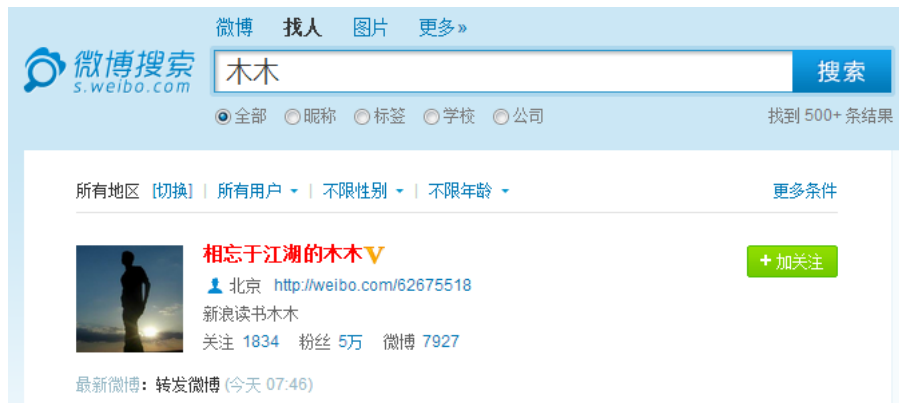 微博 找人 图片 更多»
微博搜索
s.weibo.com
木木
搜索
全部 昵称 标签 学校 公司
找到 500+ 条结果
所有地区 [切换] | 所有用户 | 不限性别 | 不限年龄
更多条件
相忘于江湖的木木V
+加关注
北京 http://weibo.com/62675518
新浪读书木木
关注 1834 粉丝 5万 微博 7927
最新微博：转发微博 (今天 07:46)